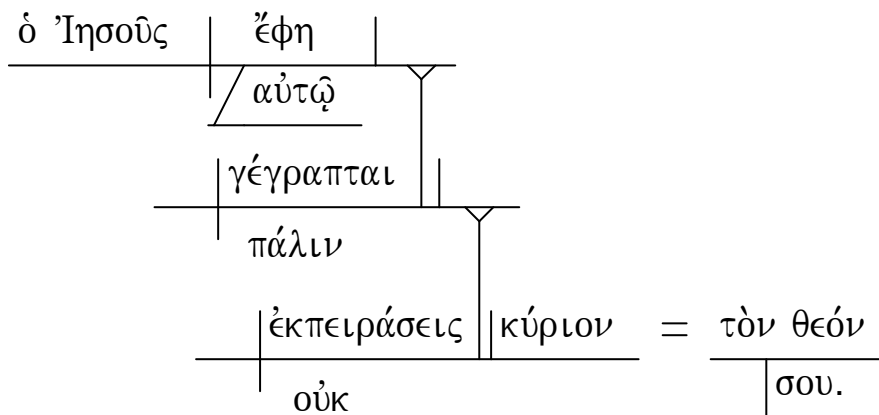 ὁ Ἰησοῦς ἔφη
αὐτῷ
γέγραπται
πάλιν
ἐκπειράσεις κύριον = τὸν θεόν
οὐκ σου.